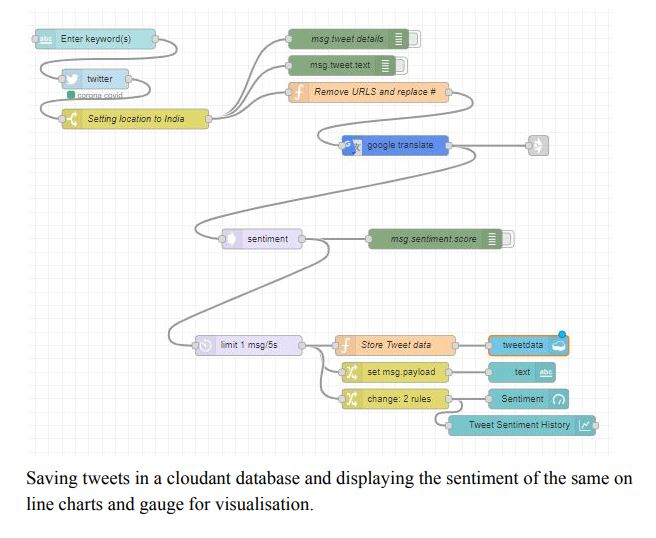 abc Enter keyword(s)
msg.tweet details
msg.tweet.text
twitter
corona covid
Remove URLS and replace #
Setting location to India
google translate
sentiment
msg.sentiment.score
limit 1 msg/5s
Store Tweet data
tweetdata
set msg.payload
text abc
change: 2 rules
Sentiment
Tweet Sentiment History
Saving tweets in a cloudant database and displaying the sentiment of the same on
line charts and gauge for visualisation.